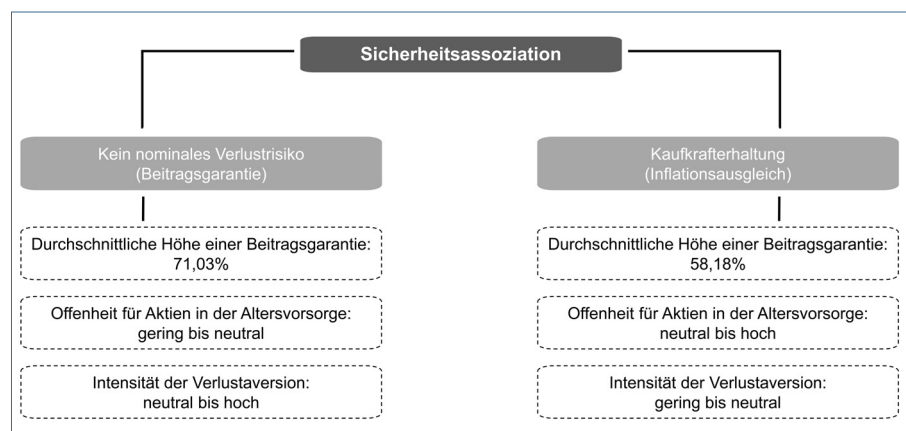 Sicherheitsassoziation
Kein nominales Verlustrisiko
(Beitragsgarantie)
Durchschnittliche Höhe einer Beitragsgarantie:
71,03%
Offenheit für Aktien in der Altersvorsorge:
gering bis neutral
Intensität der Verlustaversion:
neutral bis hoch
Kaufkrafterhaltung
(Inflationsausgleich)
Durchschnittliche Höhe einer Beitragsgarantie:
58,18%
Offenheit für Aktien in der Altersvorsorge:
neutral bis hoch
Intensität der Verlustaversion:
gering bis neutral